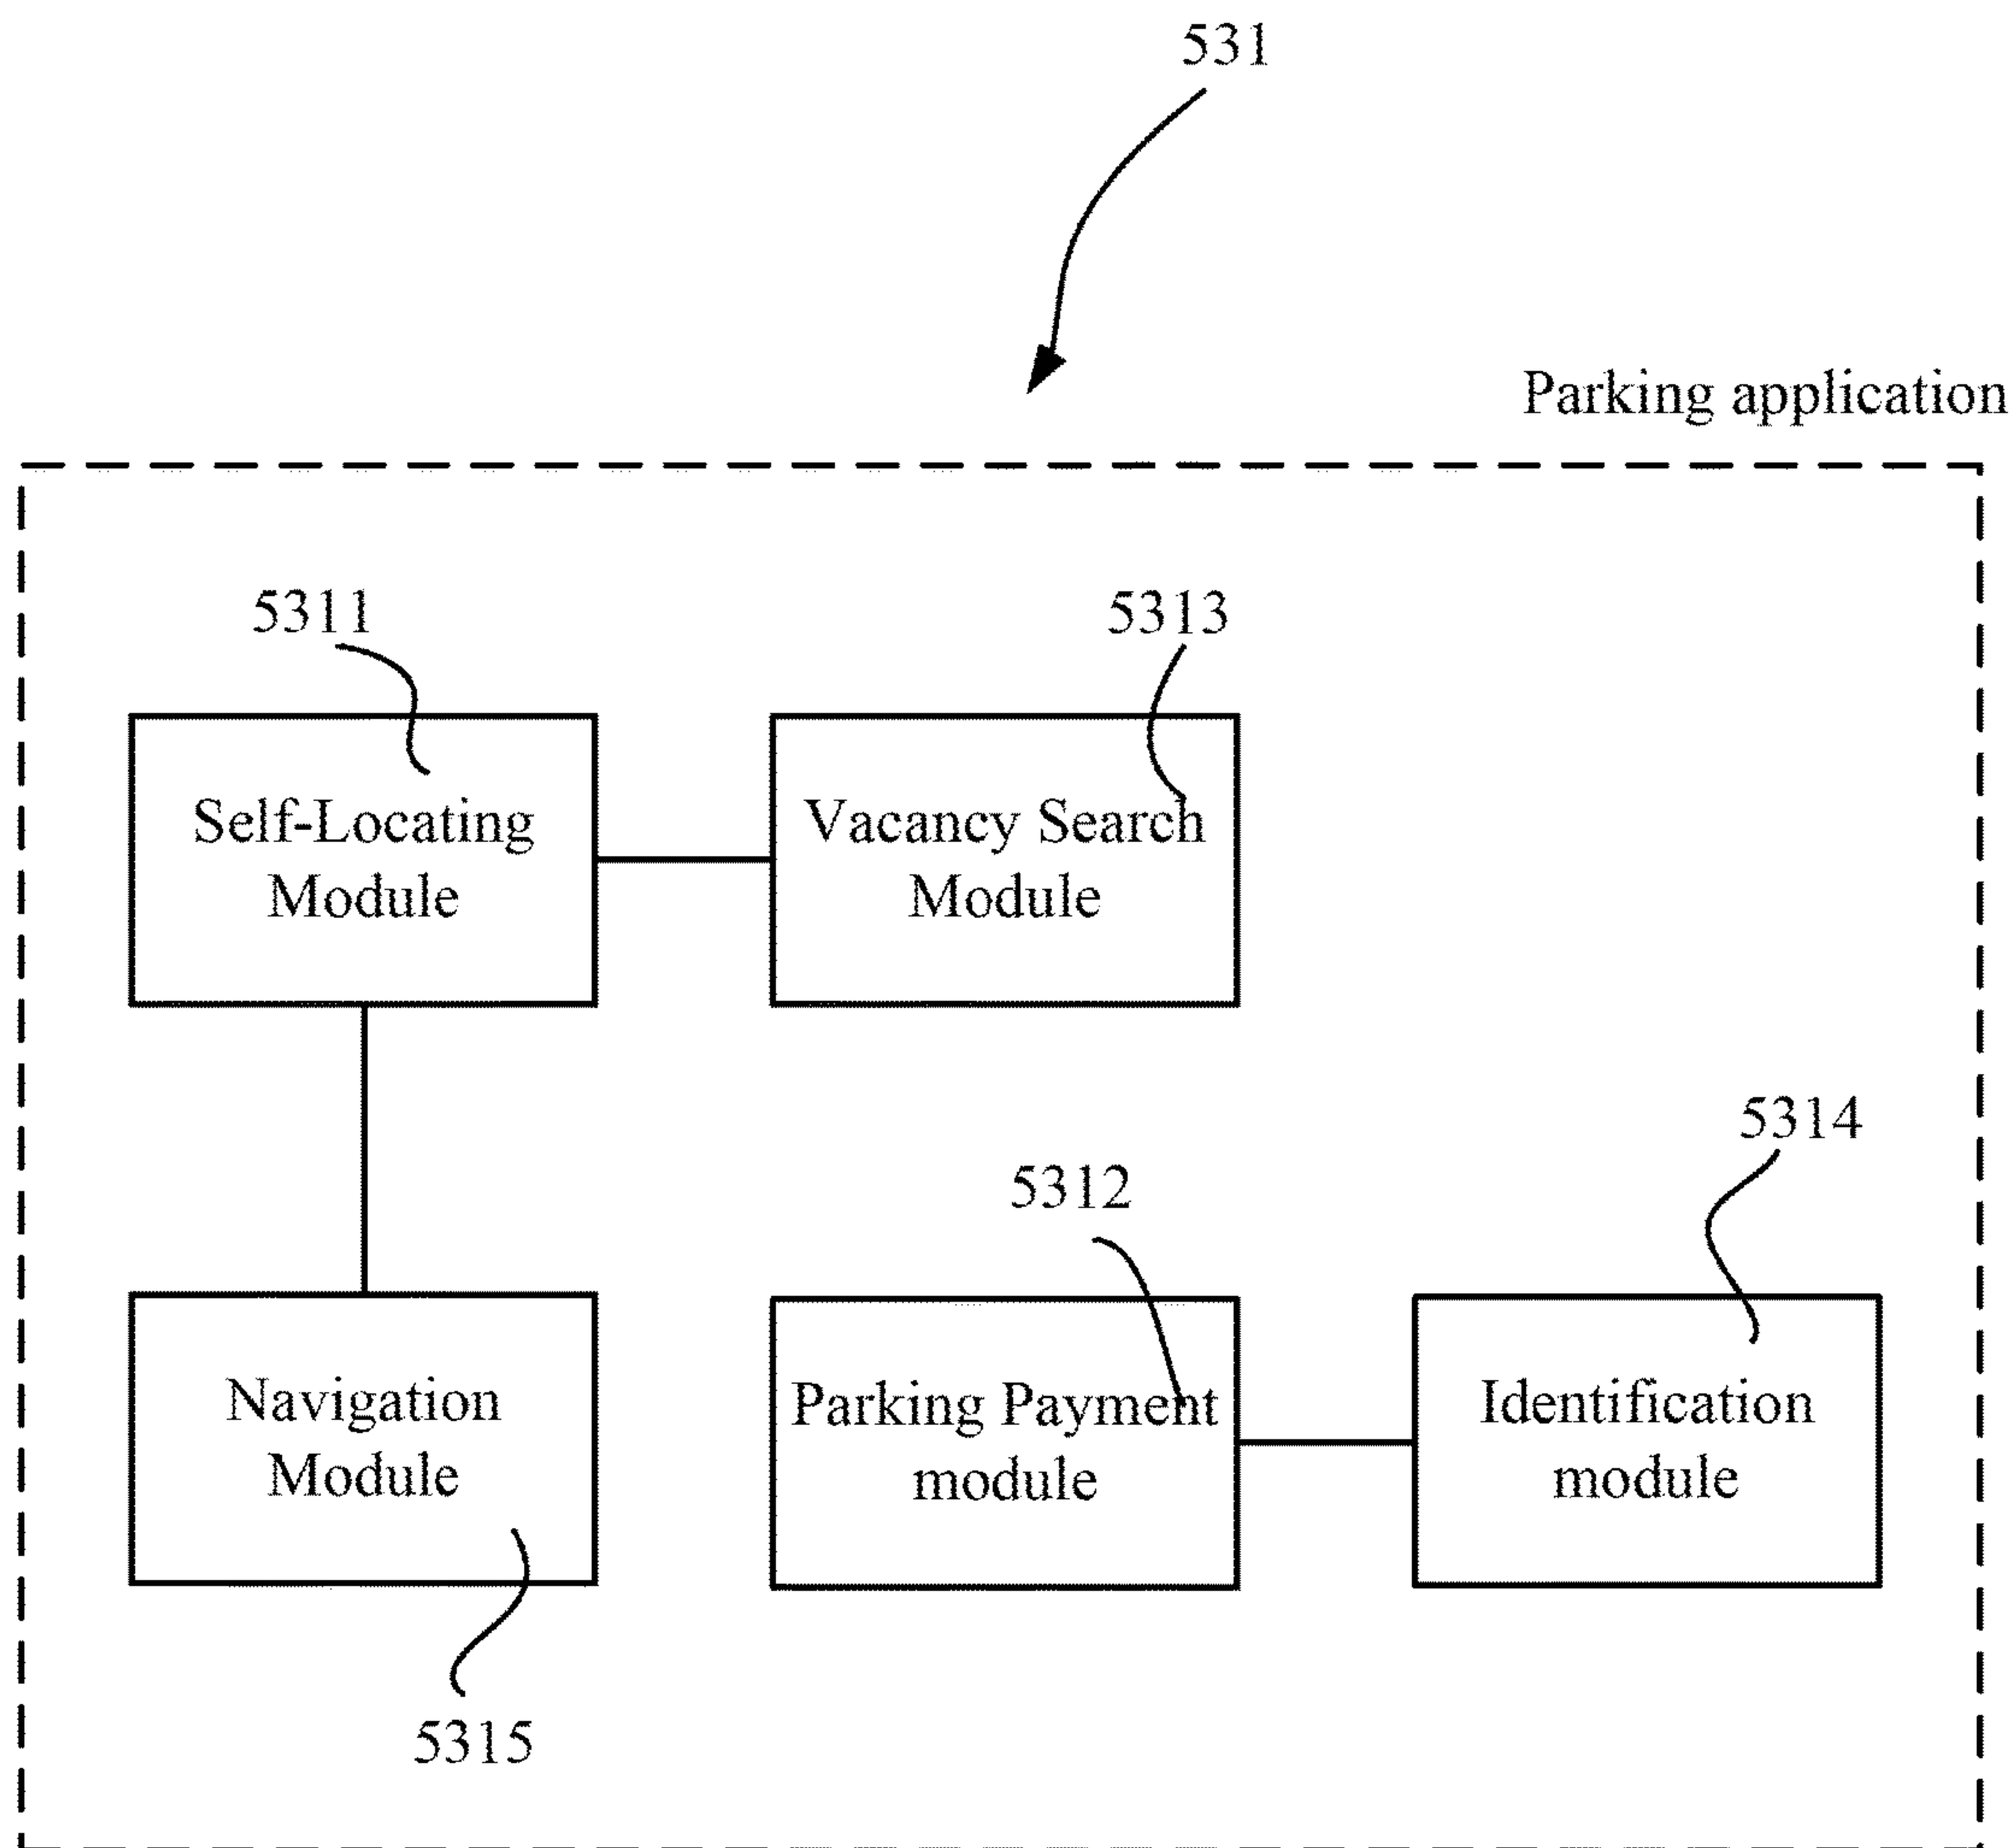 531
Parking application
5311
5313
Self-Locating
Module
Vacancy Search
Module
5314
5312
Navigation
Module
Parking Payment
module
Identification
module
5315